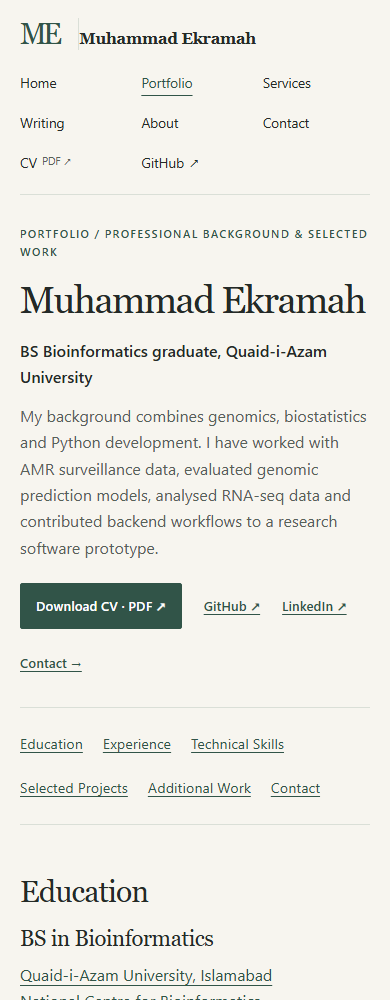 ME Muhammad Ekramah
Home Portfolio Services
Writing About Contact
CV PDF ↗ GitHub ↗
PORTFOLIO / PROFESSIONAL BACKGROUND & SELECTED
WORK
Muhammad Ekramah
BS Bioinformatics graduate, Quaid-i-Azam
University
My background combines genomics, biostatistics
and Python development. I have worked with
AMR surveillance data, evaluated genomic
prediction models, analysed RNA-seq data and
contributed backend workflows to a research
software prototype.
Download CV · PDF ↗ GitHub ↗ LinkedIn ↗
Contact →
Education Experience Technical Skills
Selected Projects Additional Work Contact
Education
BS in Bioinformatics
Quaid-i-Azam University, Islamabad
National Centre for Bioinformatics